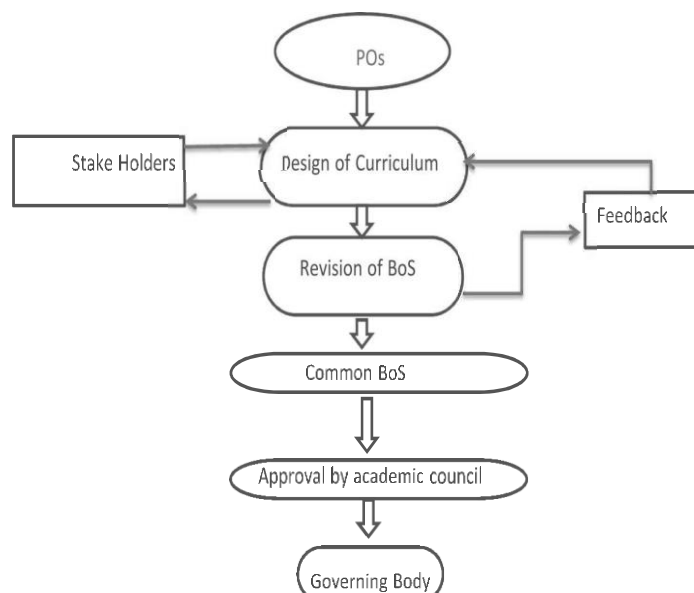 POs
Stake Holders
Design of Curriculum
Feedback
Revision of BoS
Common BoS
Approval by academic council
Governing Body